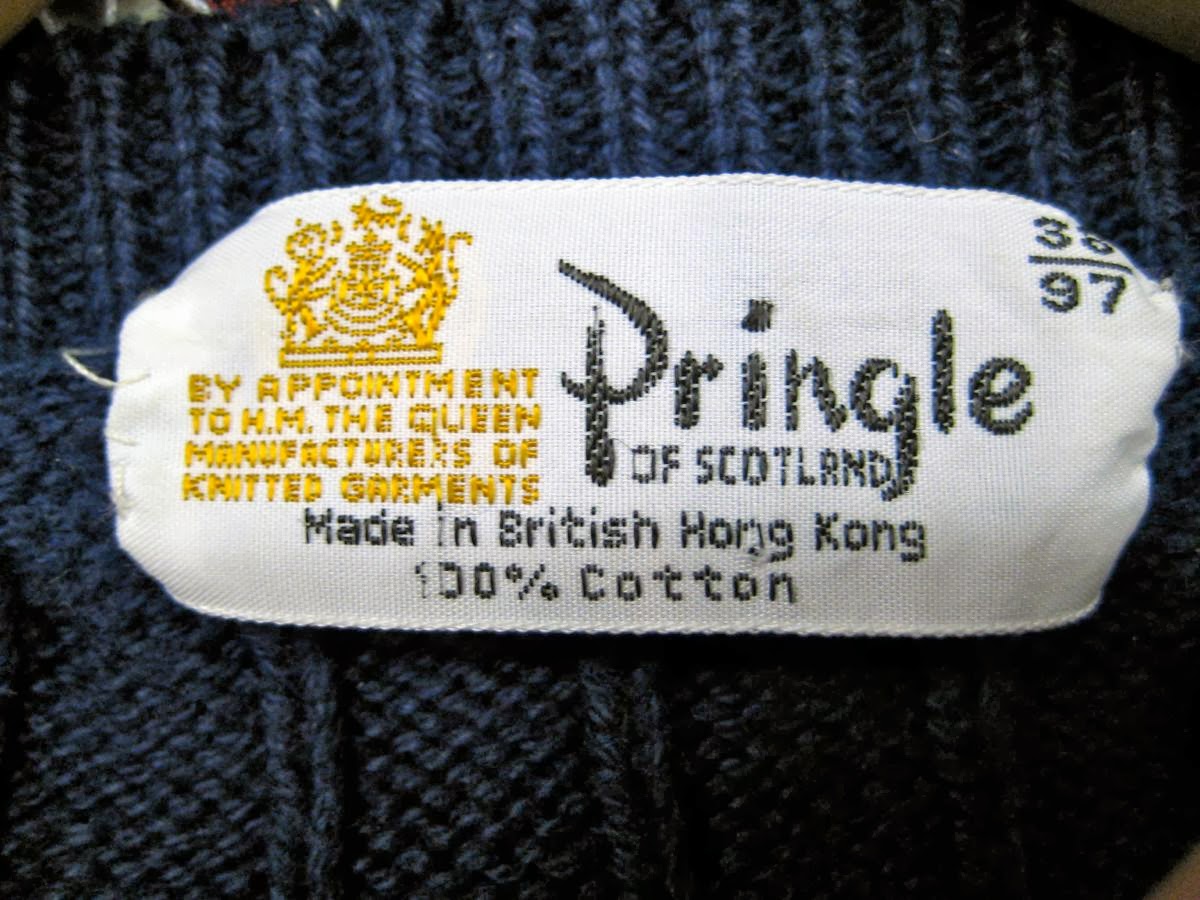 BY APPOINTMENT
TO H.M. THE QUEEN
MANUFACTURERS OF
KNITTED GARMENTS
Pringle
OF SCOTLAND
97
Made in British Hong Kong
100% Cotton